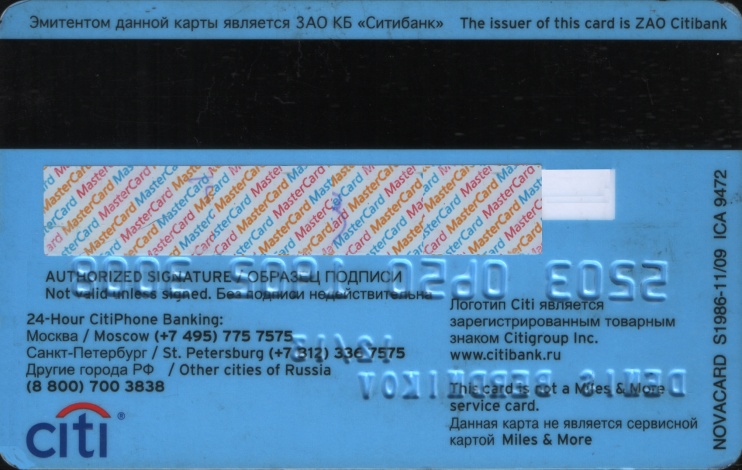 Эмитентом данной карты является ЗАО КБ «Ситибанк» The issuer of this card is ZAO Citibank
MasterCard MasterCard MasterCard
AUTHORIZED SIGNATURE / ОБРАЗЕЦ ПОДПИСИ
Not valid unless signed. Без подписи недействительна
24-Hour CitiPhone Banking:
Москва / Moscow (+7 495) 775 7575
Санкт-Петербург / St. Petersburg (+7 812) 336 7575
Другие города РФ / Other cities of Russia
(8 800) 700 3838
citi®
Логотип Citi является
зарегистрированным товарным
знаком Citigroup Inc.
www.citibank.ru
This card is not a Miles & More
service card.
Данная карта не является сервисной
картой Miles & More
NOVACARD S1986-11/09 ICA 9472